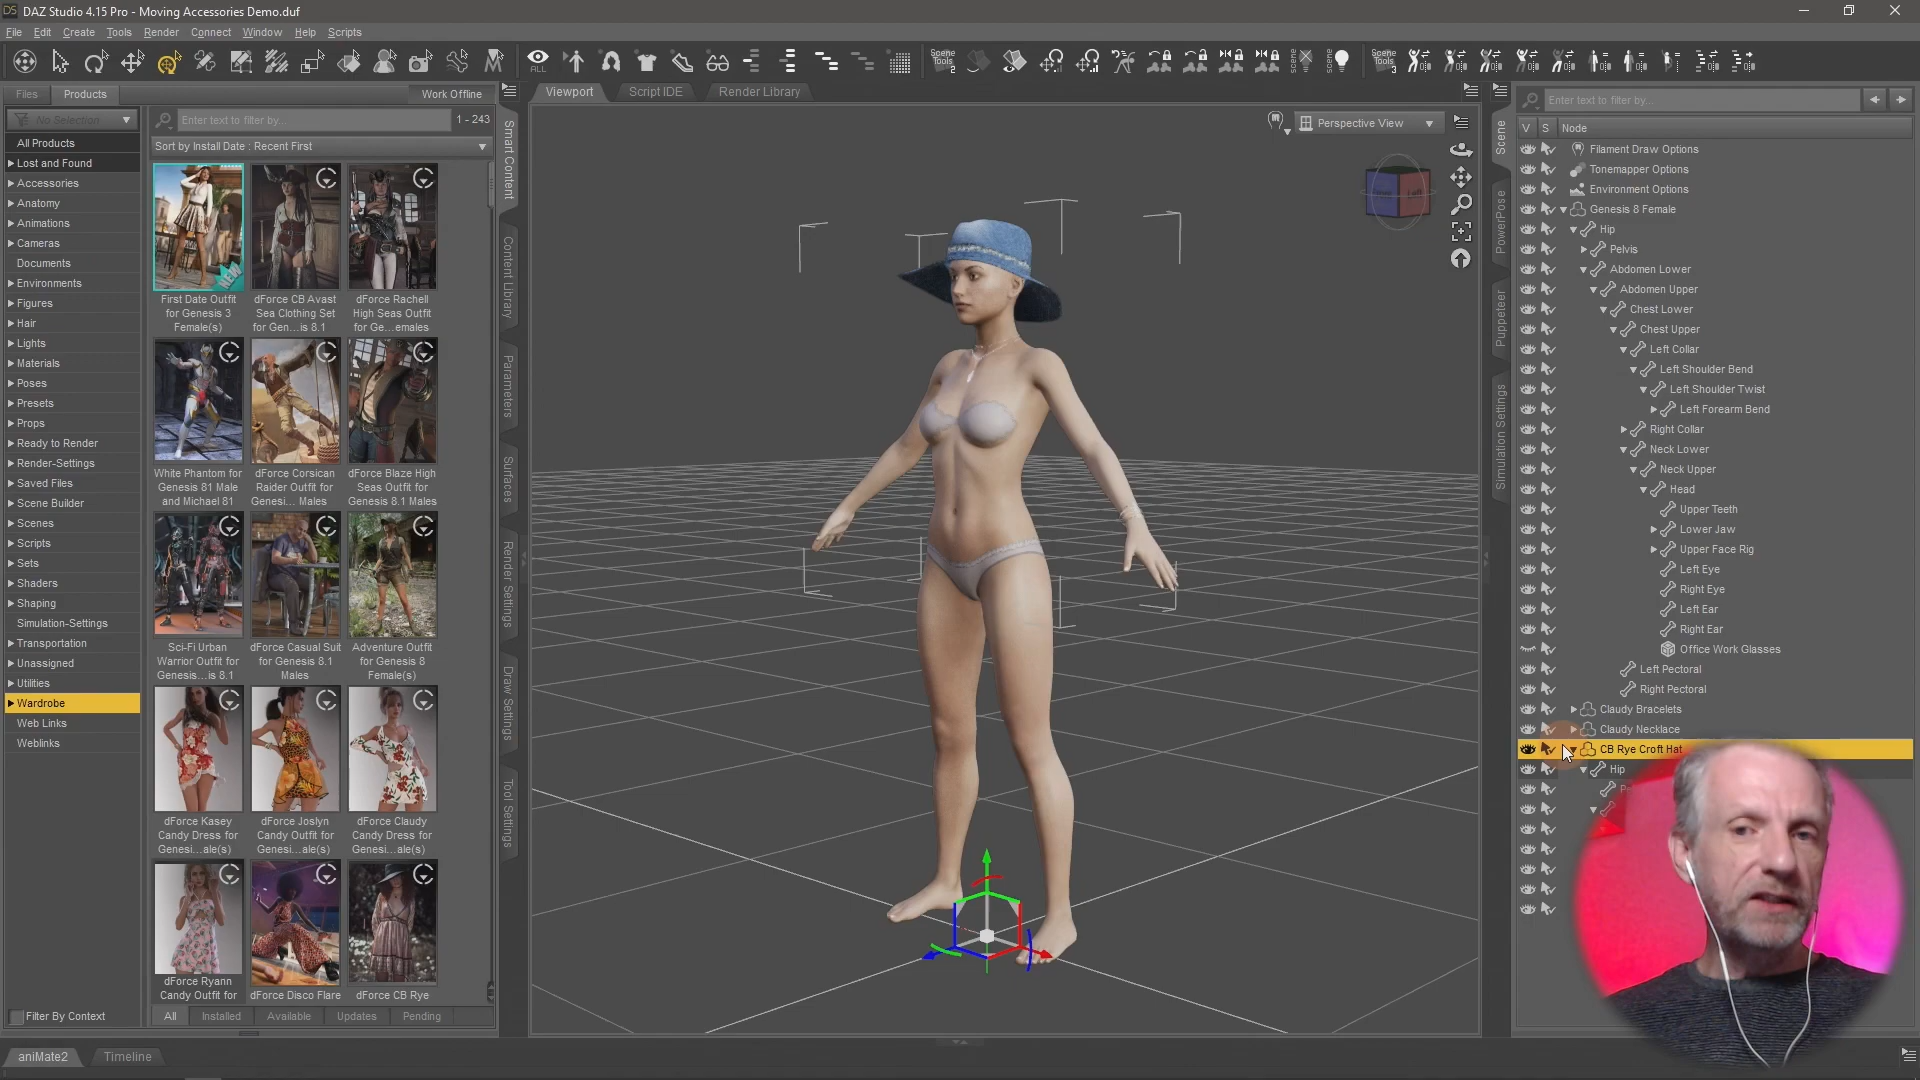 DAZ Studio 4.15 Pro - Moving Accessories Demo.duf
File Edit Create Tools Render Connect Window Help Scripts
ALL
Scene Tools 2
Scene Tools 3
Files Products Work Offline
Viewport Script IDE Render Library
No Selection
Enter text to filter by...
1 - 243
Sort by Install Date : Recent First
All Products
Lost and Found
Accessories
Anatomy
Animations
Cameras
Documents
Environments
Figures
Hair
Lights
Materials
Poses
Presets
Props
Ready to Render
Render-Settings
Saved Files
Scene Builder
Scenes
Scripts
Sets
Shaders
Shaping
Simulation-Settings
Transportation
Unassigned
Utilities
Wardrobe
Web Links
Weblinks
Filter By Context
NEW
First Date Outfit
for Genesis 3
Female(s)
dForce CB Avast
Sea Clothing Set
for Gen...is 8.1
dForce Rachell
High Seas Outfit
for Ge...emales
White Phantom for
Genesis 81 Male
and Michael 81
dForce Corsican
Raider Outfit for
Genesi... Males
dForce Blaze High
Seas Outfit for
Genesis 8.1 Males
Sci-Fi Urban
Warrior Outfit for
Genesis...is 8.1
dForce Casual Suit
for Genesis 8.1
Males
Adventure Outfit
for Genesis 8
Female(s)
dForce Kasey
Candy Dress for
Genesi...ale(s)
dForce Joslyn
Candy Outfit for
Genesi...ale(s)
dForce Claudy
Candy Dress for
Genesi...ale(s)
dForce Ryann
Candy Outfit for
dForce Disco Flare
dForce CB Rye
All Installed Available Updates Pending
Smart Content
Content Library
Parameters
Surfaces
Render Settings
Draw Settings
Tool Settings
Perspective View
Left
Scene
PowerPose
Puppeteer
Simulation Settings
Enter text to filter by...
V S Node
Filament Draw Options
Tonemapper Options
Environment Options
Genesis 8 Female
Hip
Pelvis
Abdomen Lower
Abdomen Upper
Chest Lower
Chest Upper
Left Collar
Left Shoulder Bend
Left Shoulder Twist
Left Forearm Bend
Right Collar
Neck Lower
Neck Upper
Head
Upper Teeth
Lower Jaw
Upper Face Rig
Left Eye
Right Eye
Left Ear
Right Ear
Office Work Glasses
Left Pectoral
Right Pectoral
Claudy Bracelets
Claudy Necklace
CB Rye Croft Hat
Hip
aniMate2 Timeline